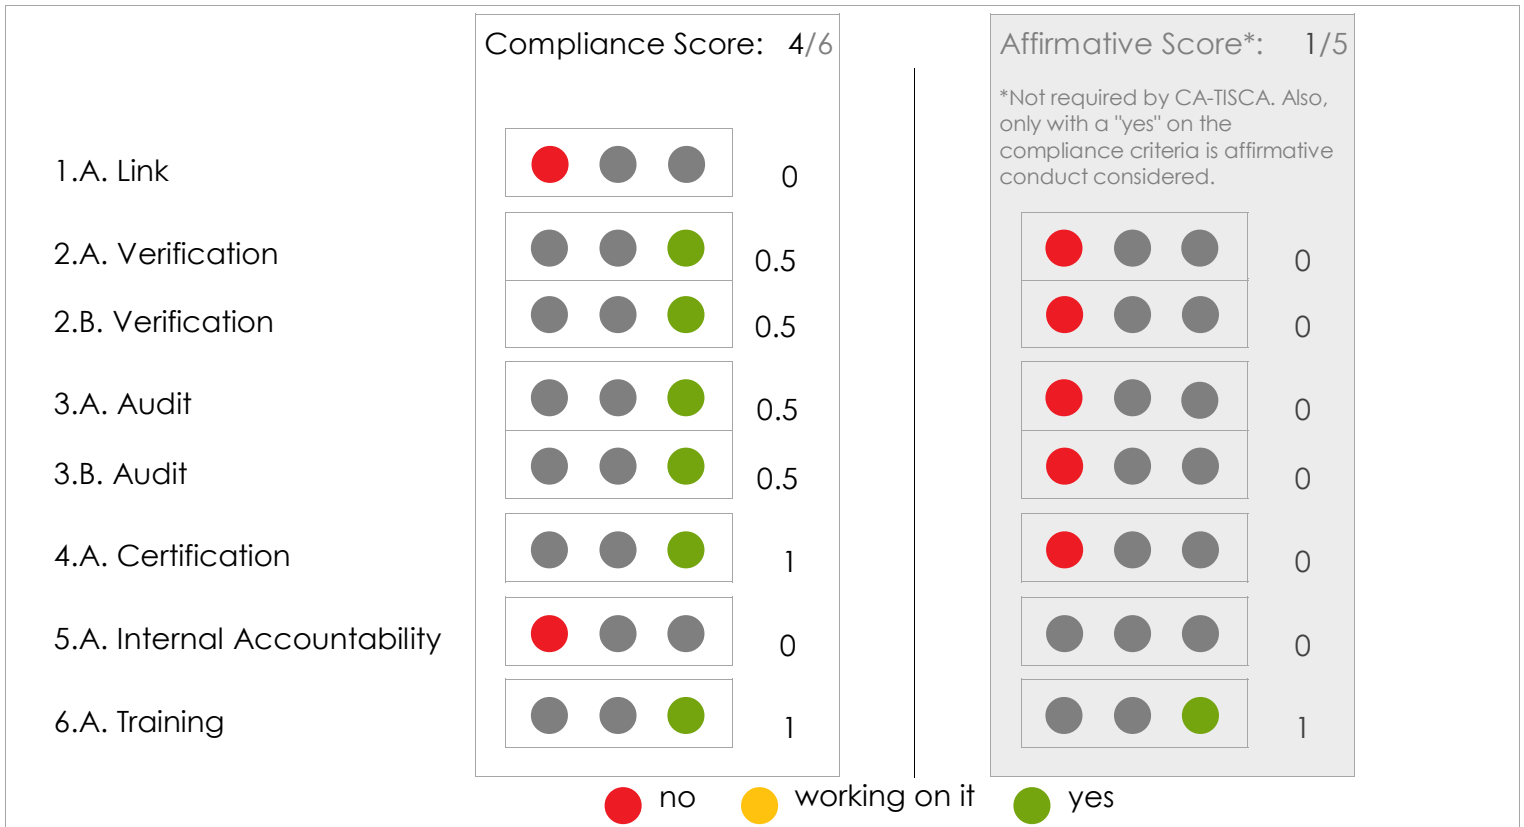 Compliance Score: 4/6
Affirmative Score*: 1/5
*Not required by CA-TISCA. Also,
only with a "yes" on the
compliance criteria is affirmative
conduct considered.
1.A. Link 0
2.A. Verification 0.5 0
2.B. Verification 0.5 0
3.A. Audit 0.5 0
3.B. Audit 0.5 0
4.A. Certification 1 0
5.A. Internal Accountability 0 0
6.A. Training 1 1
no working on it yes